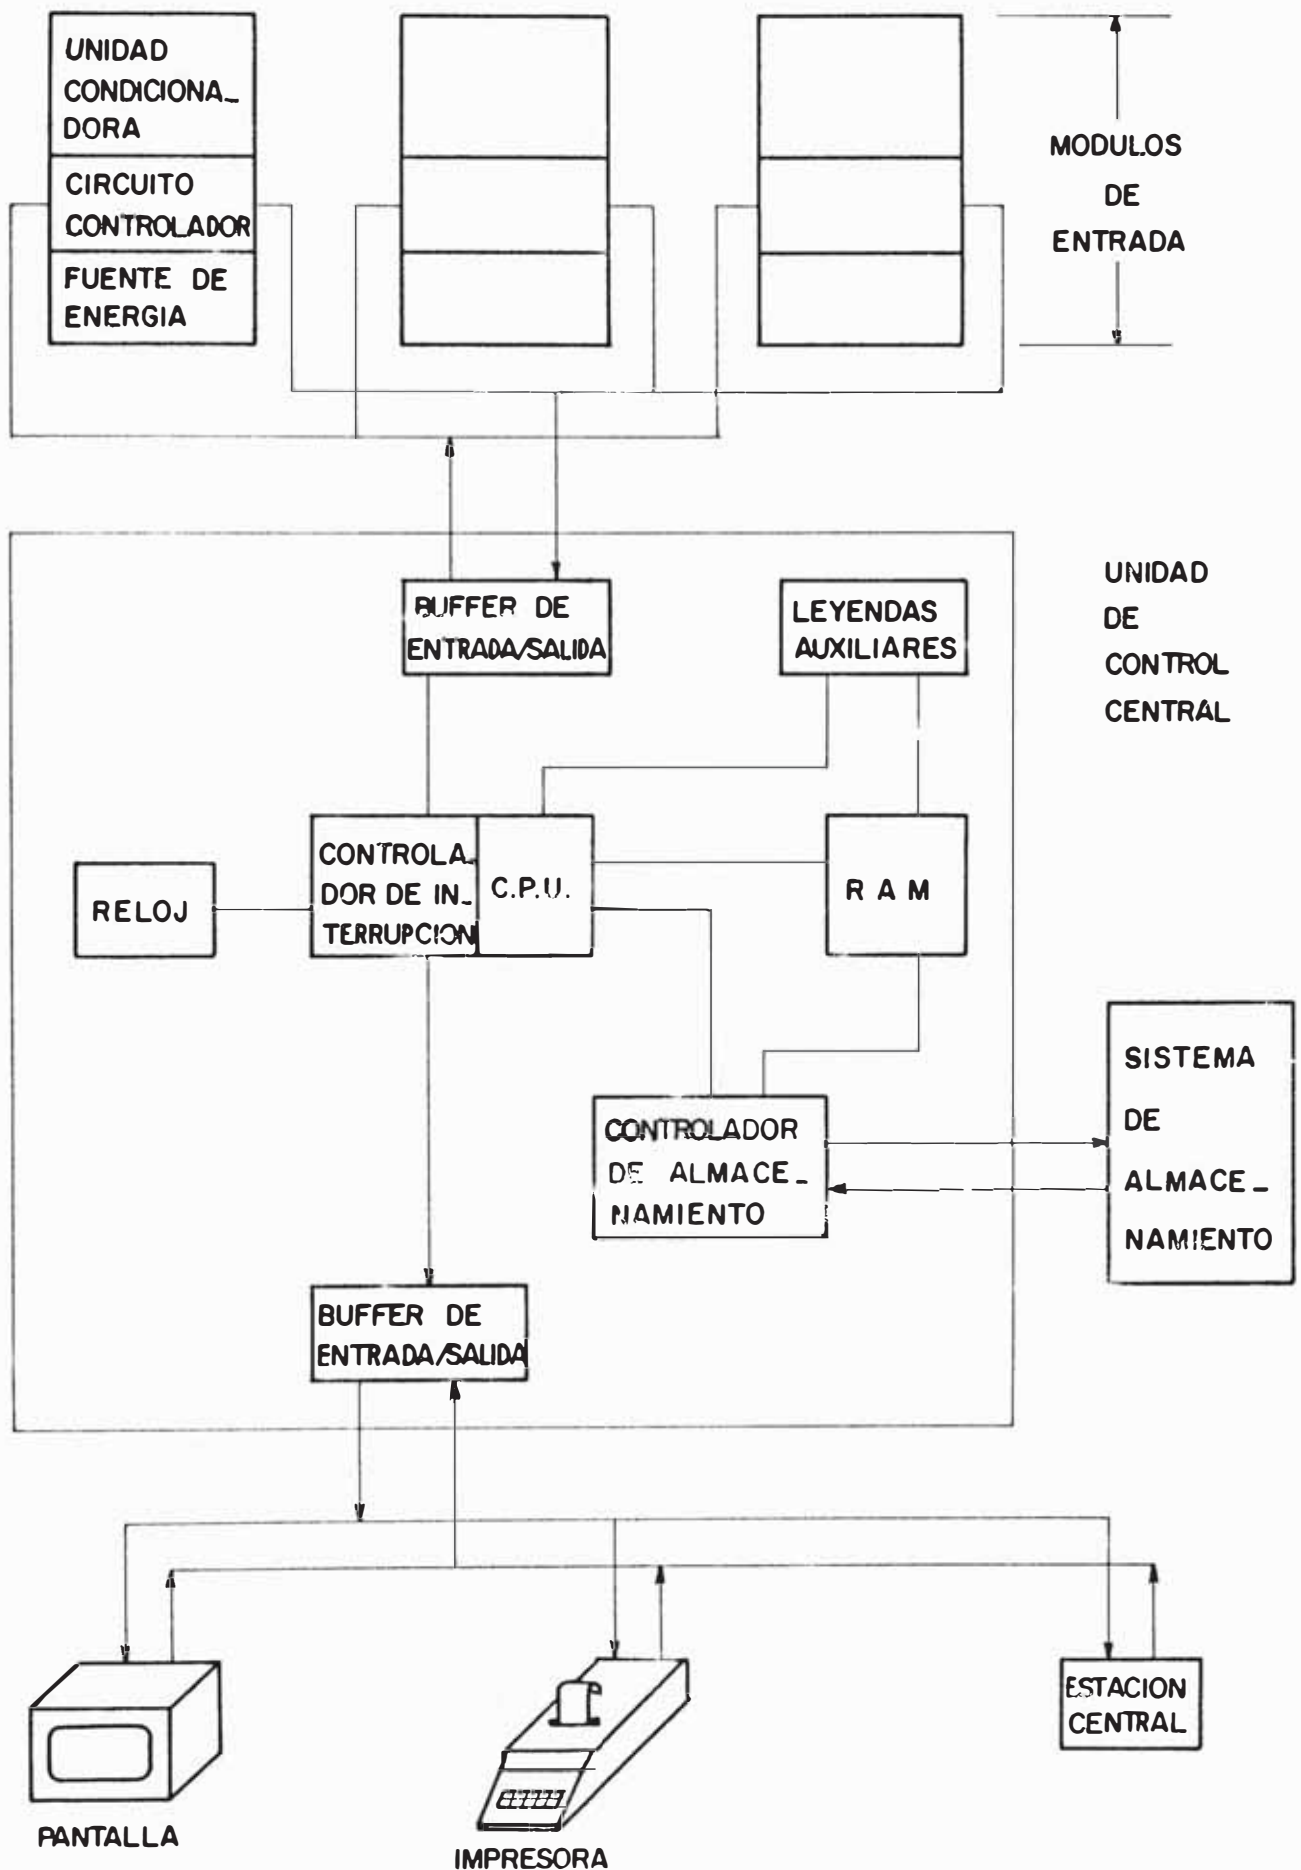 UNIDAD
CONDICIONA_
DORA
CIRCUITO
CONTROLADOR
FUENTE DE
ENERGIA
MODULOS
DE
ENTRADA
BUFFER DE
ENTRADA/SALIDA
LEYENDAS
AUXILIARES
UNIDAD
DE
CONTROL
CENTRAL
RELOJ
CONTROLA_
DOR DE IN_
TERRUPCION
C.P.U.
R A M
CONTROLADOR
DE ALMACE_
NAMIENTO
SISTEMA
DE
ALMACE_
NAMIENTO
BUFFER DE
ENTRADA/SALIDA
PANTALLA
IMPRESORA
ESTACION
CENTRAL